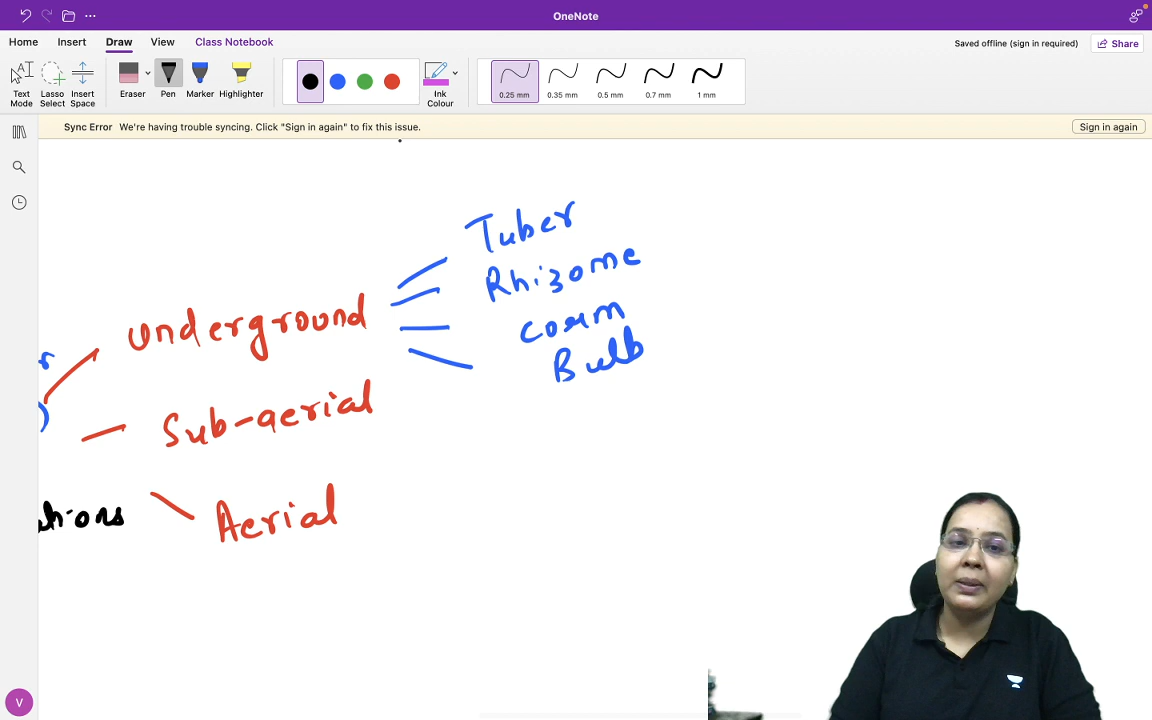 OneNote
Home Insert Draw View Class Notebook
Saved offline (sign in required) Share
Text Mode
Lasso Select
Insert Space
Eraser
Pen
Marker
Highlighter
Ink Colour
0.25 mm 0.35 mm 0.5 mm 0.7 mm 1 mm
Sync Error We're having trouble syncing. Click "Sign in again" to fix this issue. Sign in again
Tuber
Rhizome
corm
Bulb
underground
Sub-aerial
Aerial
V